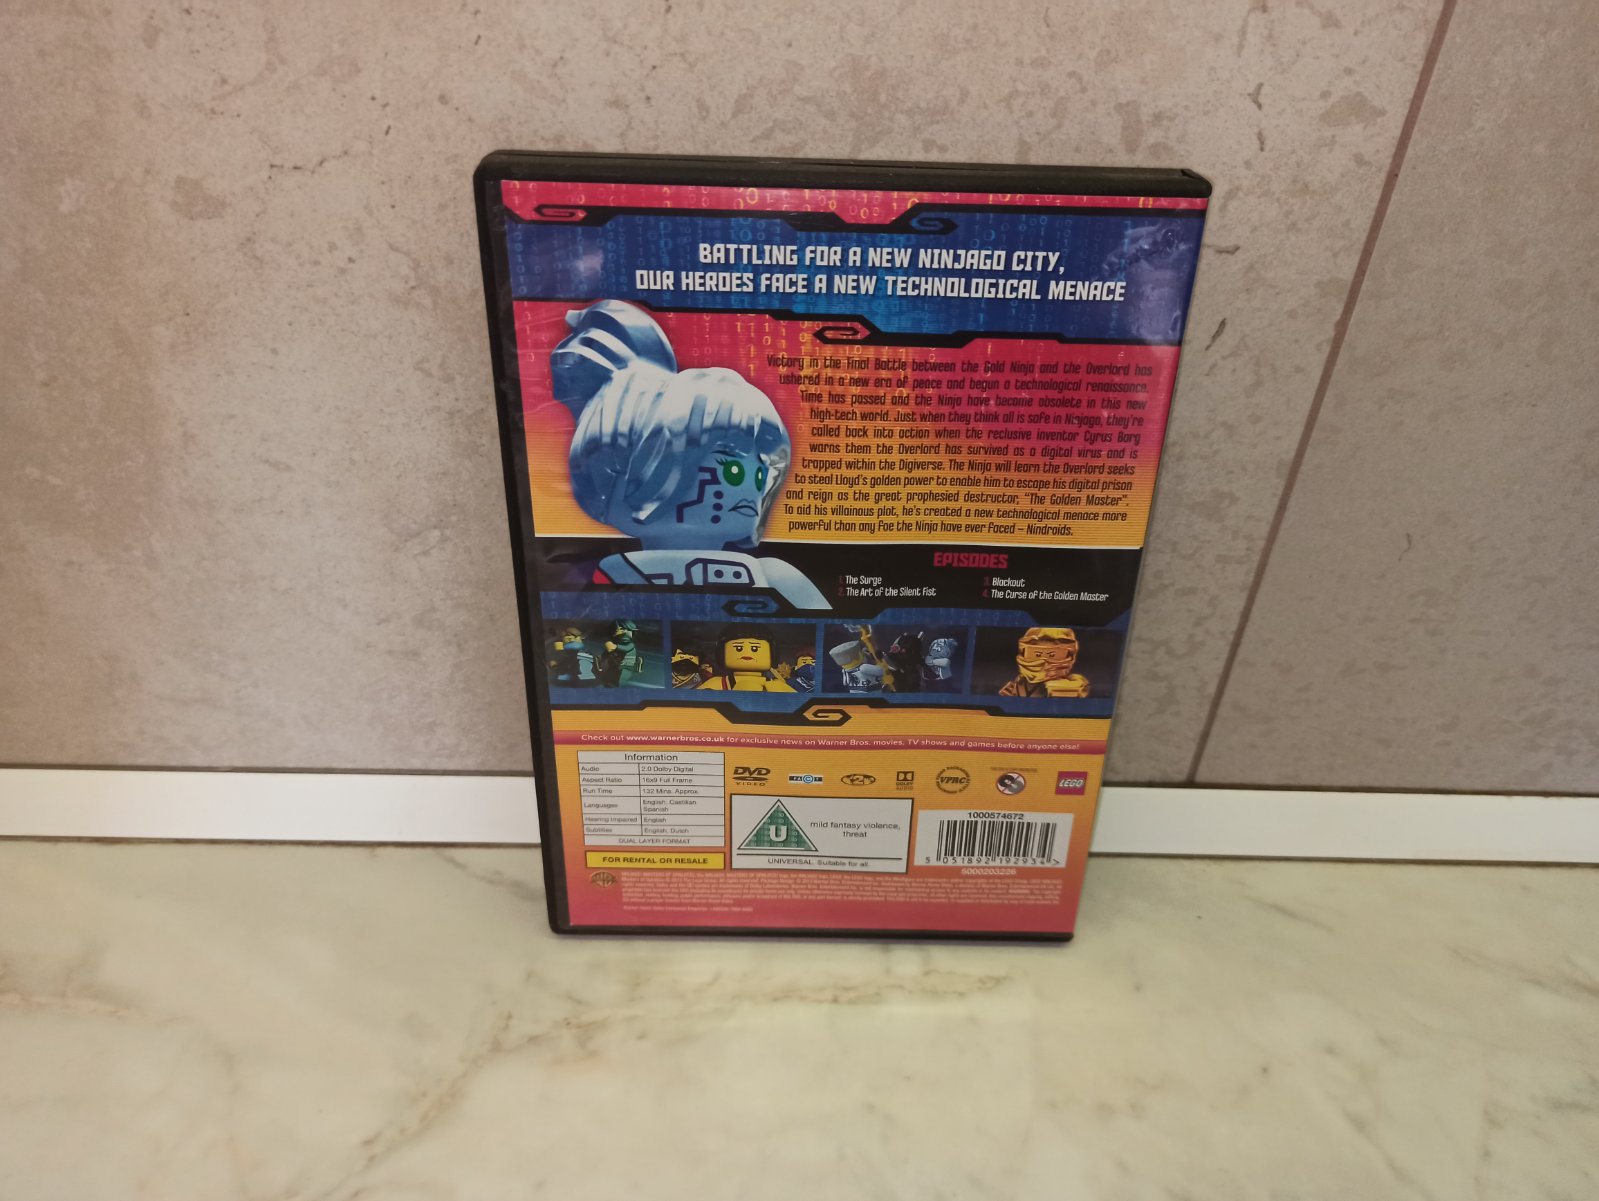 BATTLING FOR A NEW NINJAGO CITY,
OUR HEROES FACE A NEW TECHNOLOGICAL MENACE
Victory in the Final Battle between the Gold Ninja and the Overlord has
ushered in a new era of peace and begun a technological renaissance.
Time has passed and the Ninja have become obsolete in this new
high-tech world. Just when they think all is safe in Ninjago, they're
called back into action when the reclusive inventor Cyrus Borg
warns them the Overlord has survived as a digital virus and is
trapped within the Digiverse. The Ninja will learn the Overlord seeks
to steal Lloyd's golden power to enable him to escape his digital prison
and reign as the great prophesied destructor, "The Golden Master".
To aid his villainous plot, he's created a new technological menace more
powerful than any foe the Ninja have ever faced – Nindroids.
EPISODES
1. The Surge
2. The Art of the Silent Fist
3. Blackout
4. The Curse of the Golden Master
Check out www.warnerbros.co.uk for exclusive news on Warner Bros. movies, TV shows and games before anyone else!
Information
Audio 2.0 Dolby Digital
Aspect Ratio 16x9 Full Frame
Run Time 132 Mins. Approx
Languages English, Castilian
Spanish
Hearing Impaired English
Subtitles English, Dutch
DUAL LAYER FORMAT
FOR RENTAL OR RESALE
DVD
VIDEO
FACT
2
DOLBY
AUDIO
VPRC
LEGO
U
mild fantasy violence,
threat
UNIVERSAL Suitable for all
1000574672
5 051892 192934 >
5000203226